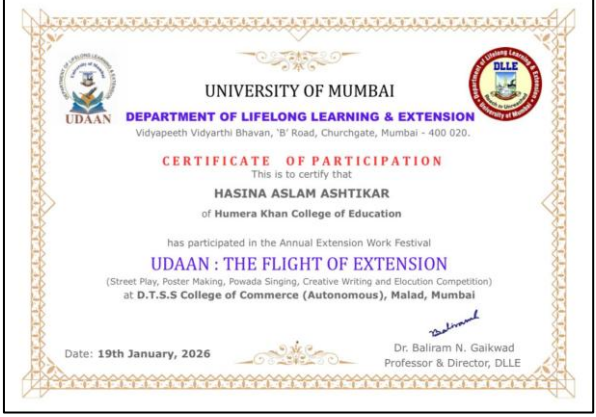 UDAAN
DLLE
UNIVERSITY OF MUMBAI
DEPARTMENT OF LIFELONG LEARNING & EXTENSION
Vidyapeeth Vidyarthi Bhavan, 'B' Road, Churchgate, Mumbai - 400 020.
CERTIFICATE OF PARTICIPATION
This is to certify that
HASINA ASLAM ASHTIKAR
of Humera Khan College of Education
has participated in the Annual Extension Work Festival
UDAAN : THE FLIGHT OF EXTENSION
(Street Play, Poster Making, Powada Singing, Creative Writing and Elocution Competition)
at D.T.S.S College of Commerce (Autonomous), Malad, Mumbai
Baliram
Date: 19th January, 2026
Dr. Baliram N. Gaikwad
Professor & Director, DLLE